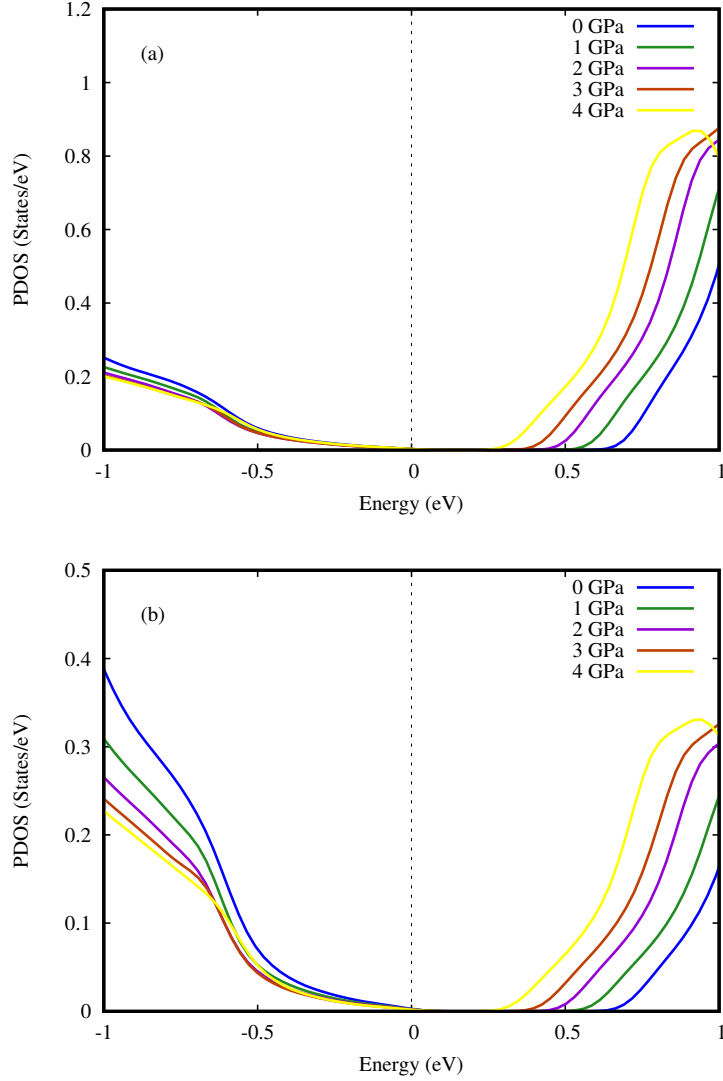 1.2
1
0.8
0.6
0.4
0.2
0
PDOS (States/eV)
(a)
0 GPa
1 GPa
2 GPa
3 GPa
4 GPa
-1
-0.5
0
0.5
1
Energy (eV)
0.5
0.4
0.3
0.2
0.1
0
PDOS (States/eV)
(b)
0 GPa
1 GPa
2 GPa
3 GPa
4 GPa
-1
-0.5
0
0.5
1
Energy (eV)